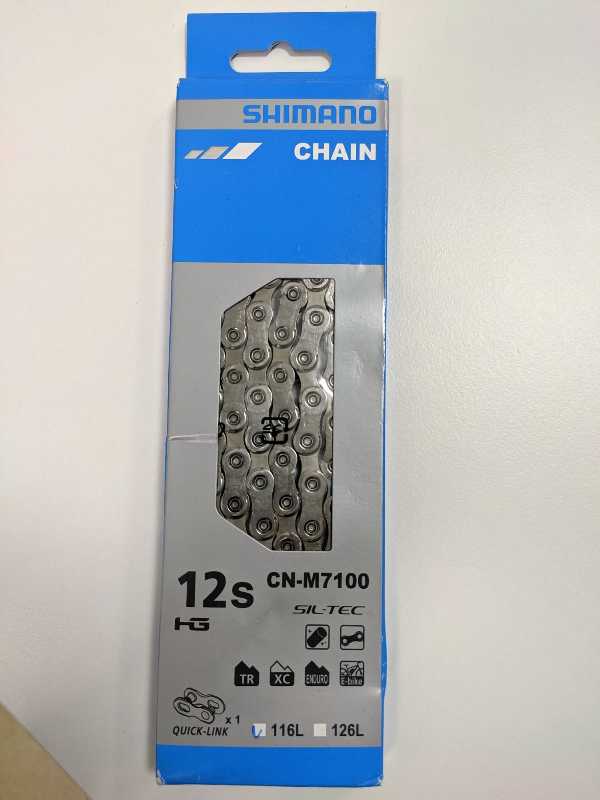 SHIMANO
CHAIN
12s
CN-M7100
HG
SIL-TEC
TR
XC
ENDURO
E-bike
x 1
QUICK-LINK
116L
126L